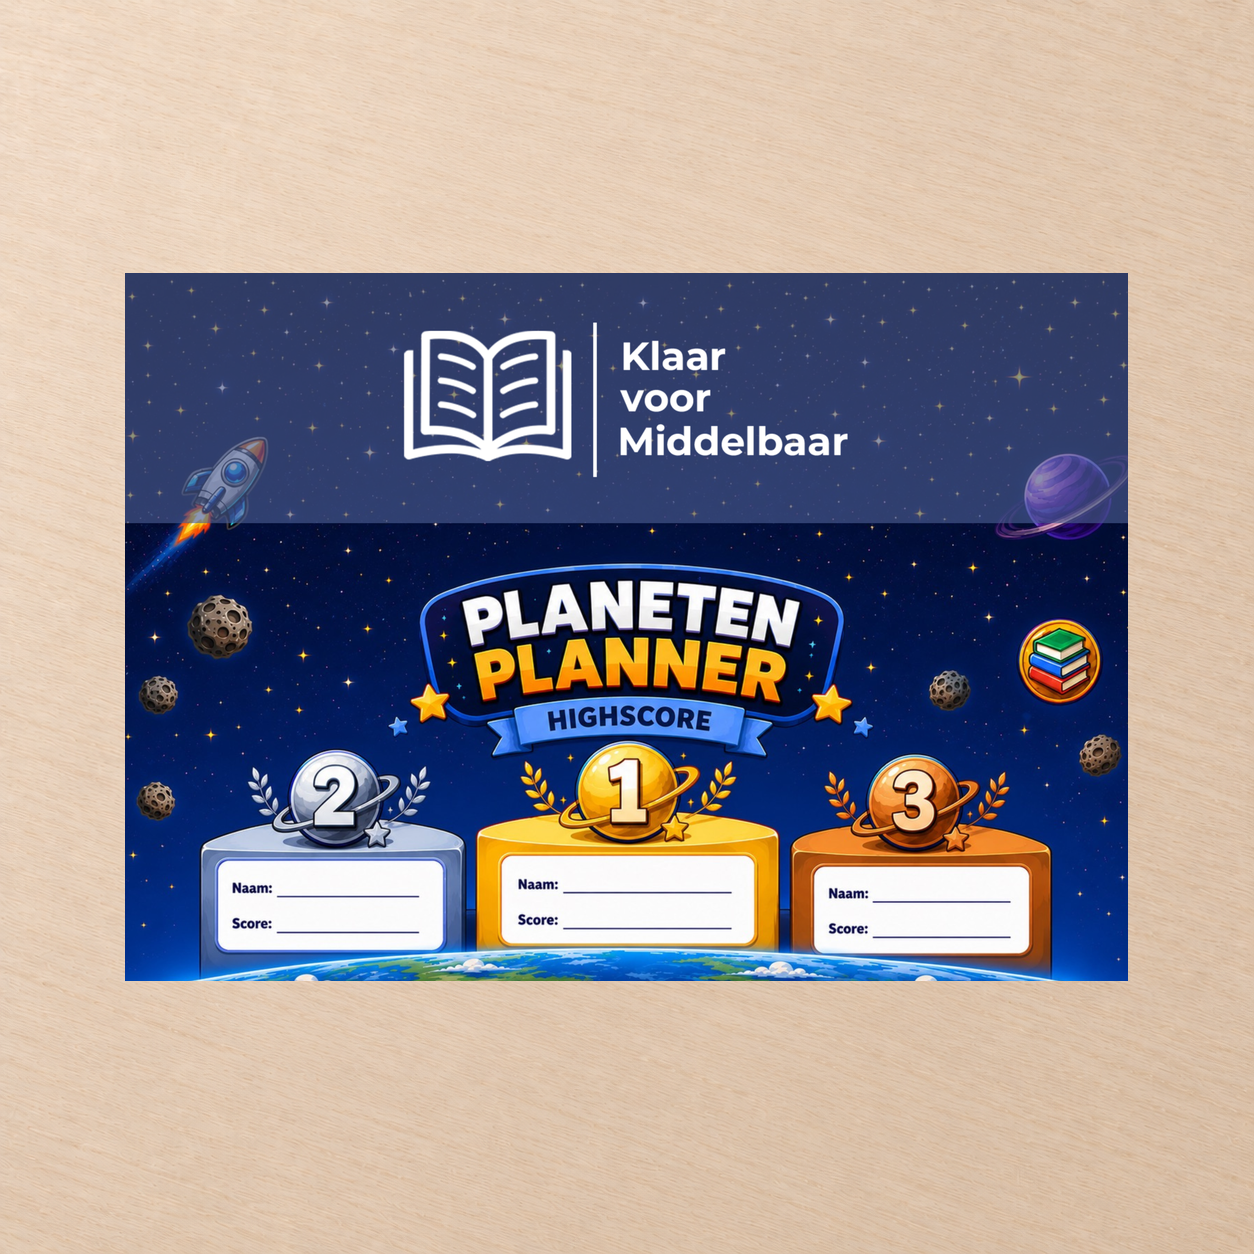 Klaar
voor
Middelbaar
PLANETEN
PLANNER
HIGHSCORE
2
1
3
Naam:
Score:
Naam:
Score:
Naam:
Score: